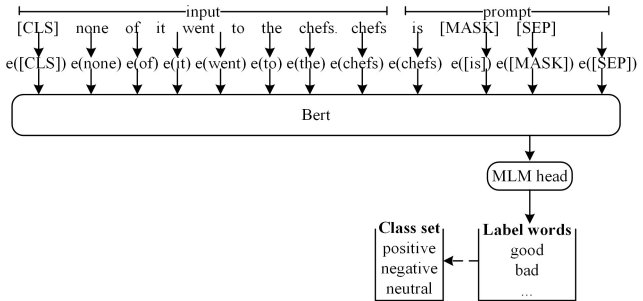 input prompt
[CLS] none of it went to the chefs. chefs is [MASK] [SEP]
e([CLS]) e(none) e(of) e(it) e(went) e(to) e(the) e(chefs) e(chefs) e([is]) e([MASK]) e([SEP])
Bert
MLM head
Class set
positive
negative
neutral
Label words
good
bad
...